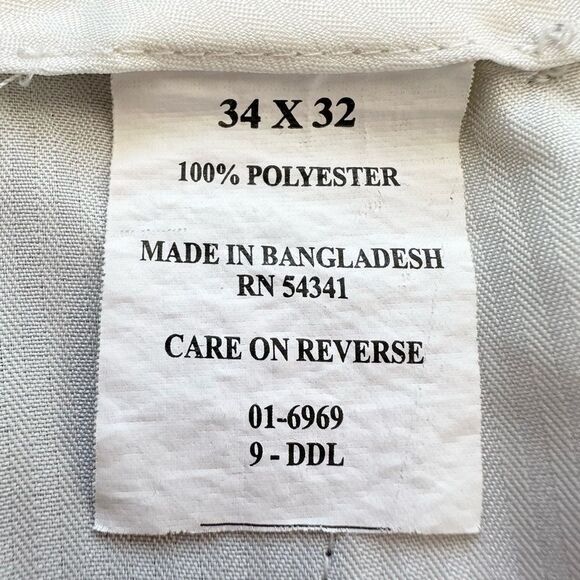 34 X 32
100% POLYESTER
MADE IN BANGLADESH
RN 54341
CARE ON REVERSE
01-6969
9 - DDL